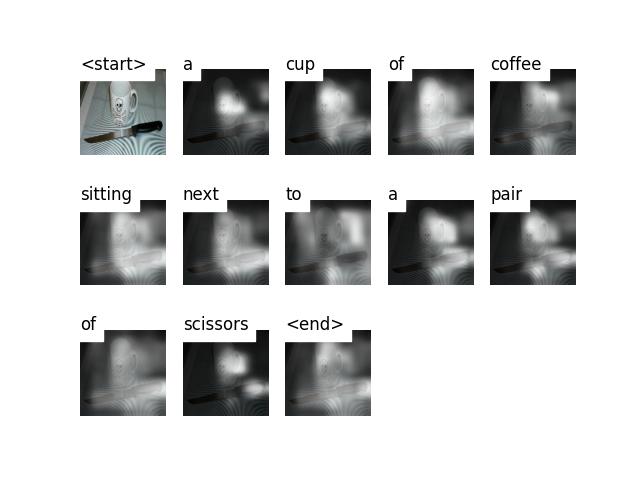 <start> a cup of coffee
sitting next to a pair
of scissors <end>